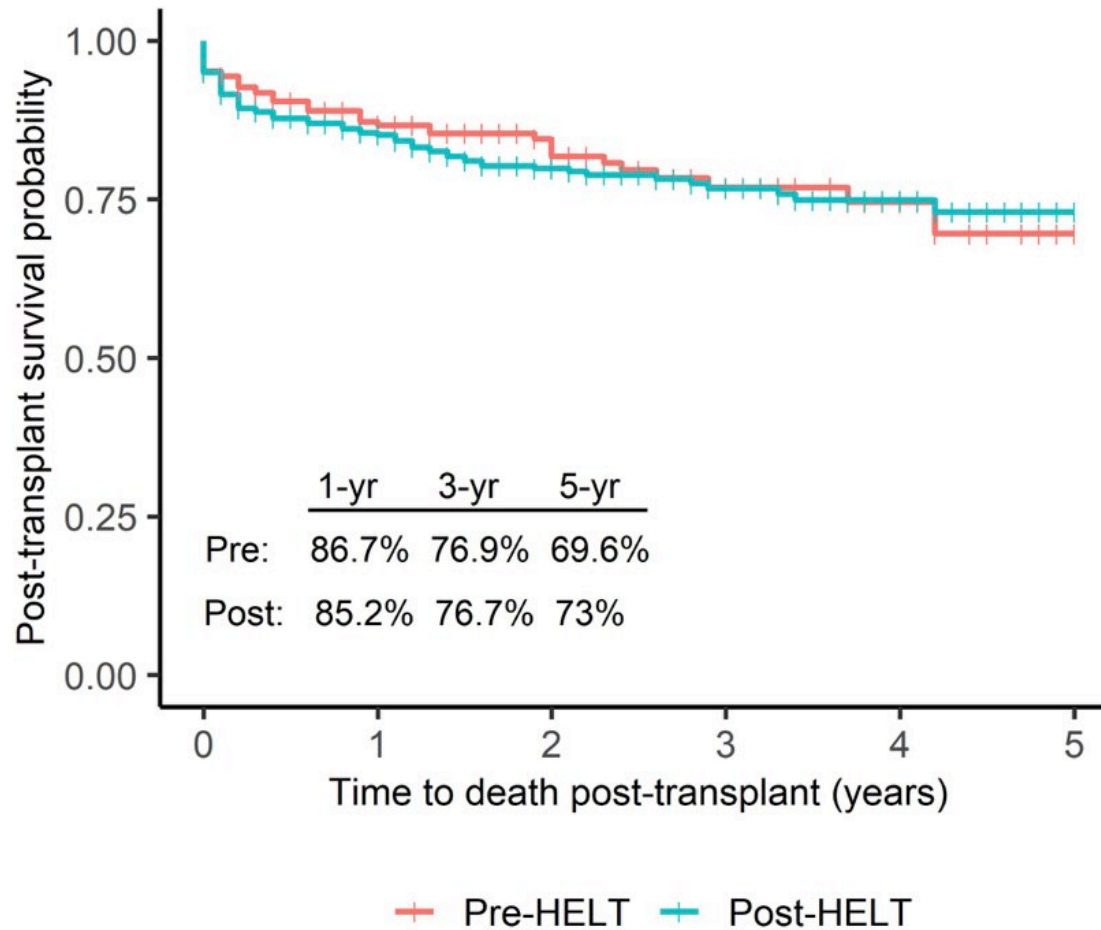 Post-transplant survival probability
1.00
0.75
0.50
0.25
0.00
1-yr 3-yr 5-yr
Pre: 86.7% 76.9% 69.6%
Post: 85.2% 76.7% 73%
0 1 2 3 4 5
Time to death post-transplant (years)
Pre-HELT Post-HELT